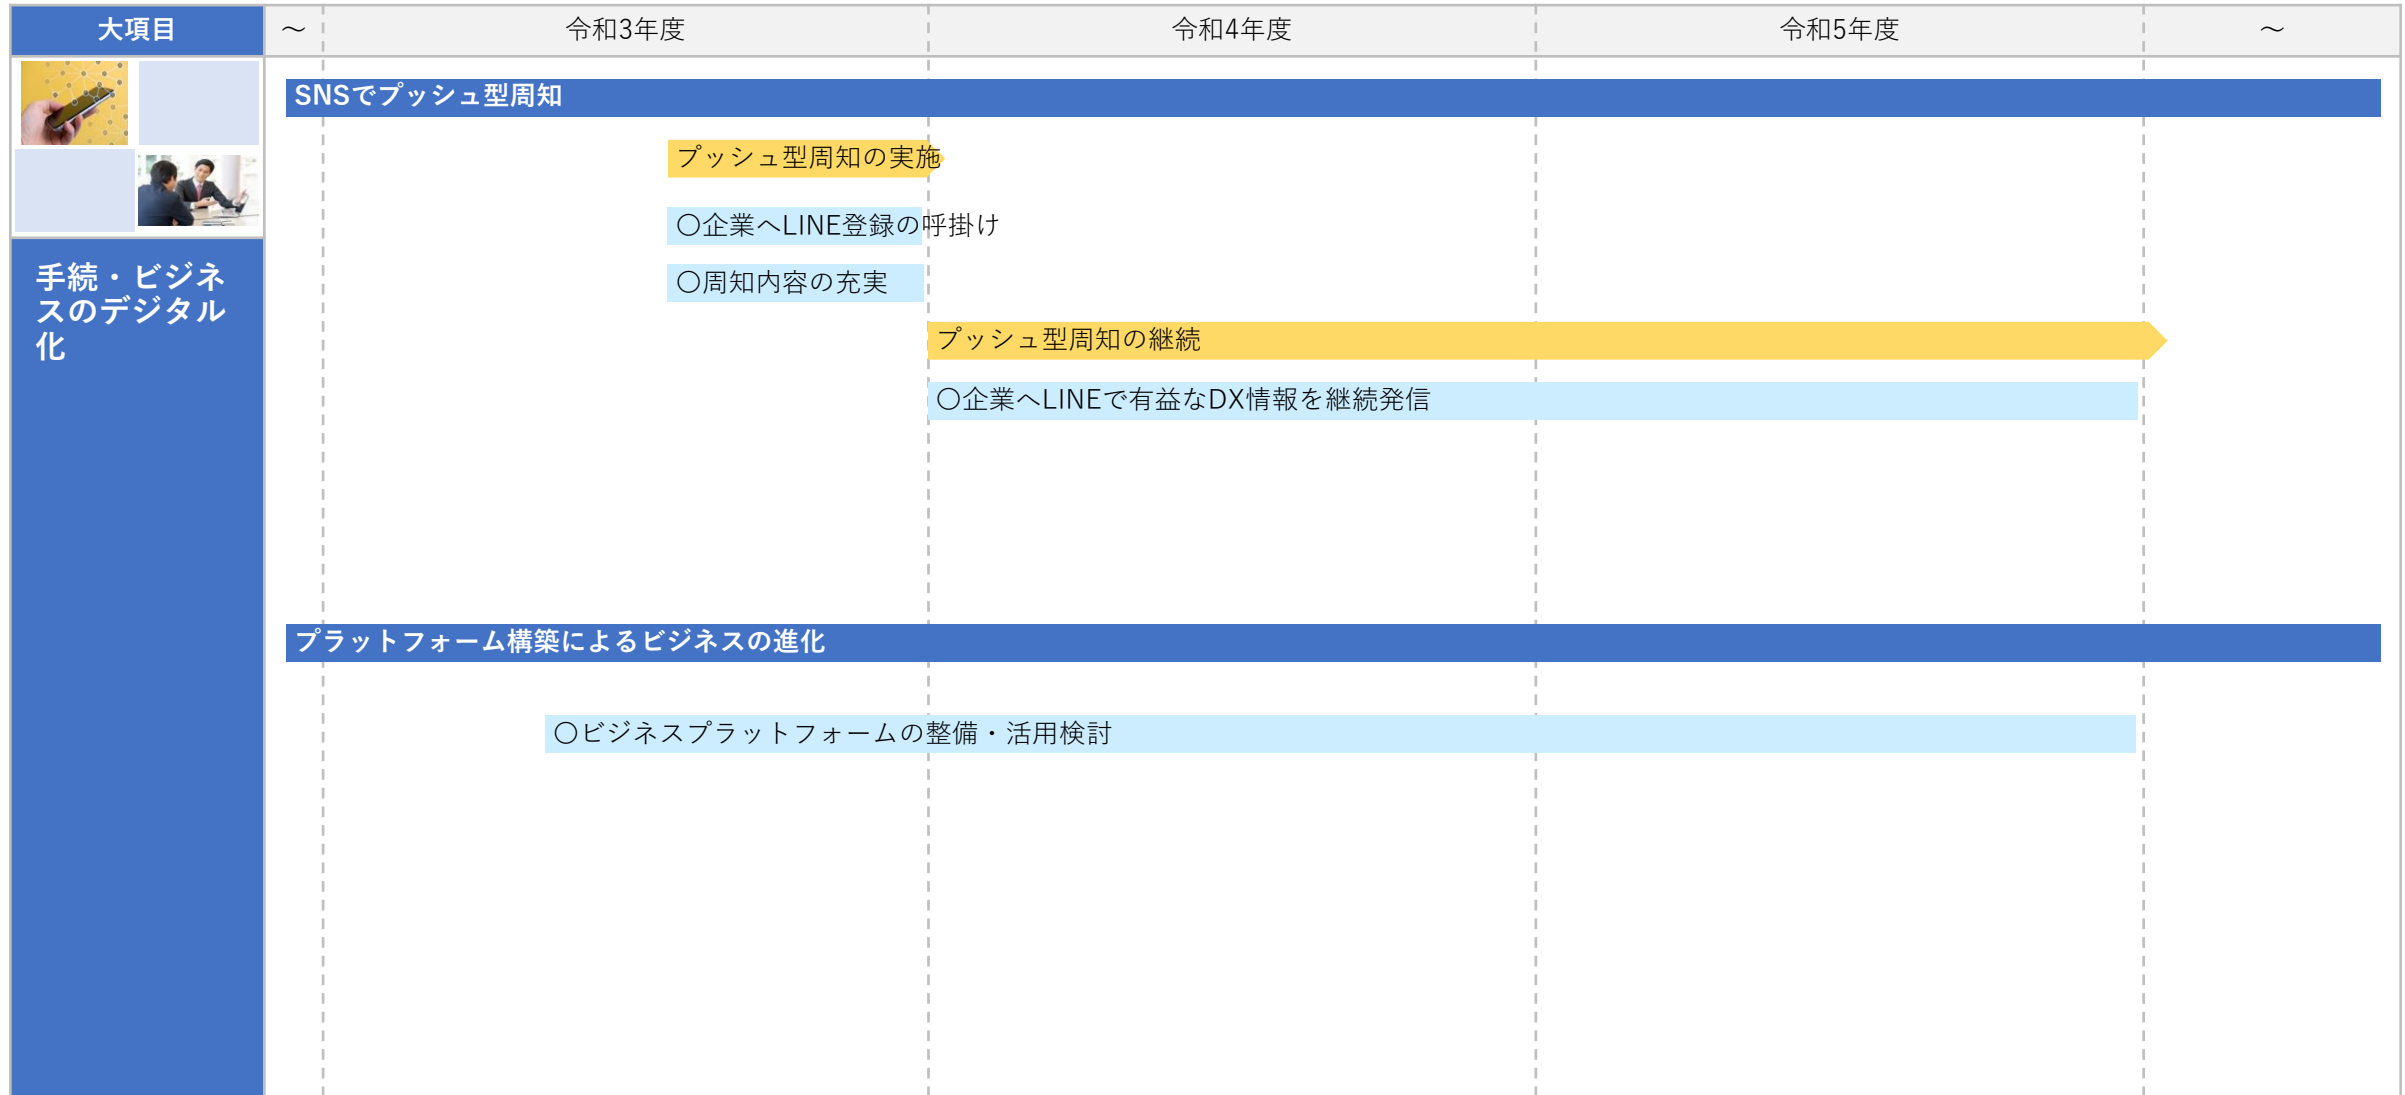 大項目
～
令和3年度
令和4年度
令和5年度
～
SNSでプッシュ型周知
プッシュ型周知の実施
〇企業へLINE登録の呼掛け
〇周知内容の充実
手続・ビジネ
スのデジタル
化
プッシュ型周知の継続
〇企業へLINEで有益なDX情報を継続発信
プラットフォーム構築によるビジネスの進化
〇ビジネスプラットフォームの整備・活用検討